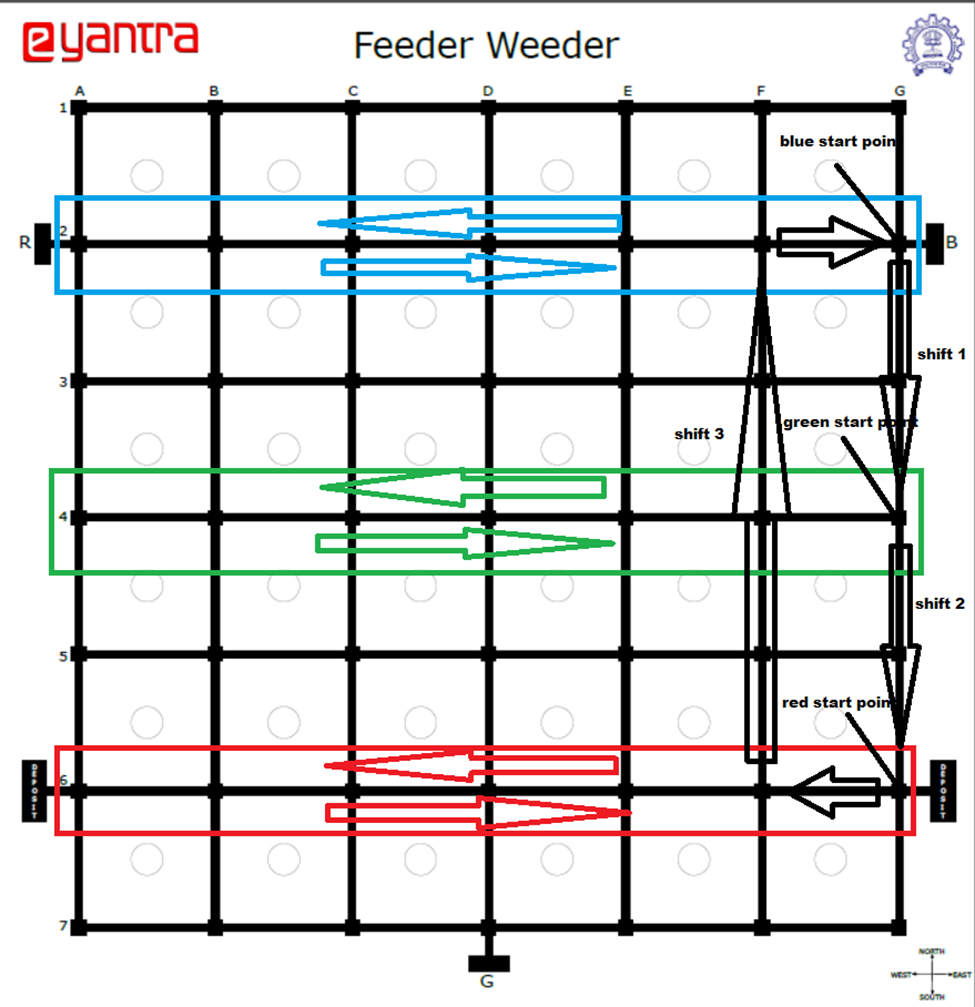 eyantra
Feeder Weeder
A B C D E F G
1
blue start poin
R
2
B
shift 1
3
green start point
shift 3
4
shift 2
5
red start poin
DEPOSIT
6
DEPOSIT
7
G
NORTH
WEST EAST
SOUTH